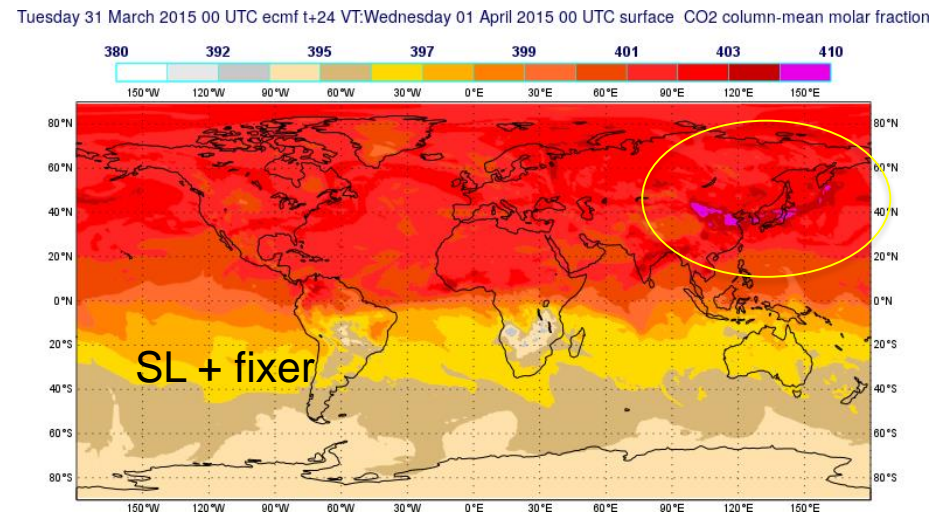 Tuesday 31 March 2015 00 UTC ecmf t+24 VT:Wednesday 01 April 2015 00 UTC surface CO2 column-mean molar fraction
380 392 395 397 399 401 403 410
150°W 120°W 90°W 60°W 30°W 0°E 30°E 60°E 90°E 120°E 150°E
80°N 80°N
60°N 60°N
40°N 40°N
20°N 20°N
0°N 0°N
20°S 20°S
SL + fixer
40°S 40°S
60°S 60°S
80°S 80°S
150°W 120°W 90°W 60°W 30°W 0°E 30°E 60°E 90°E 120°E 150°E